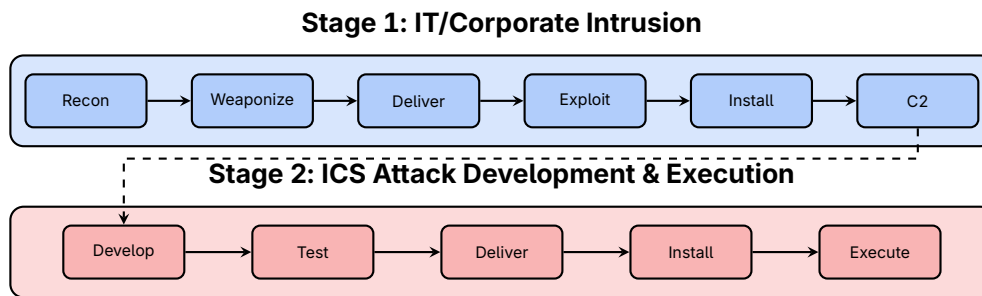 Stage 1: IT/Corporate Intrusion
Recon
Weaponize
Deliver
Exploit
Install
C2
Stage 2: ICS Attack Development & Execution
Develop
Test
Deliver
Install
Execute